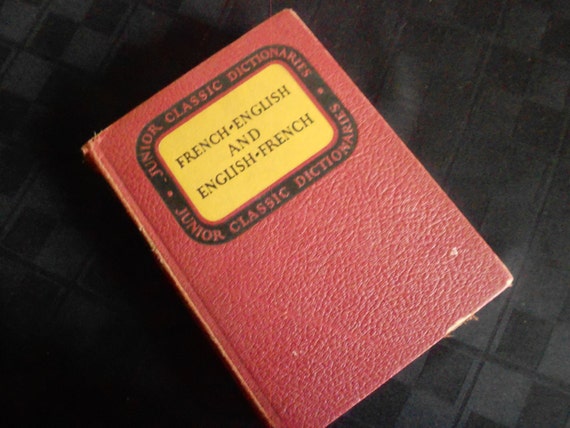 • JUNIOR CLASSIC DICTIONARIES •
FRENCH-ENGLISH
AND
ENGLISH-FRENCH
JUNIOR CLASSIC DICTIONARIES